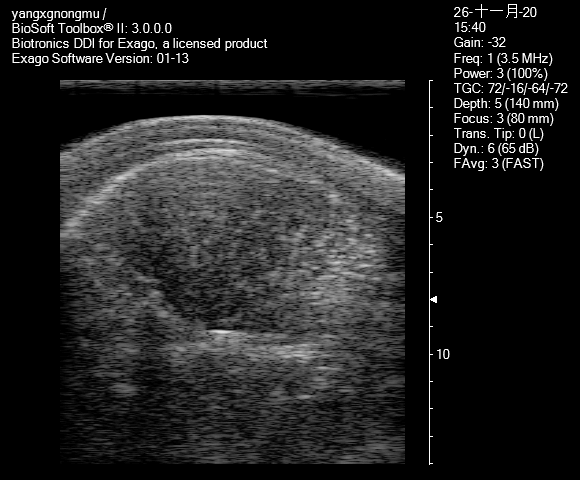 yangxgnongmu /
BioSoft Toolbox® II: 3.0.0.0
Biotronics DDI for Exago, a licensed product
Exago Software Version: 01-13
26-十一月-20
15:40
Gain: -32
Freq: 1 (3.5 MHz)
Power: 3 (100%)
TGC: 72/-16/-64/-72
Depth: 5 (140 mm)
Focus: 3 (80 mm)
Trans. Tip: 0 (L)
Dyn.: 6 (65 dB)
FAvg: 3 (FAST)
5
10